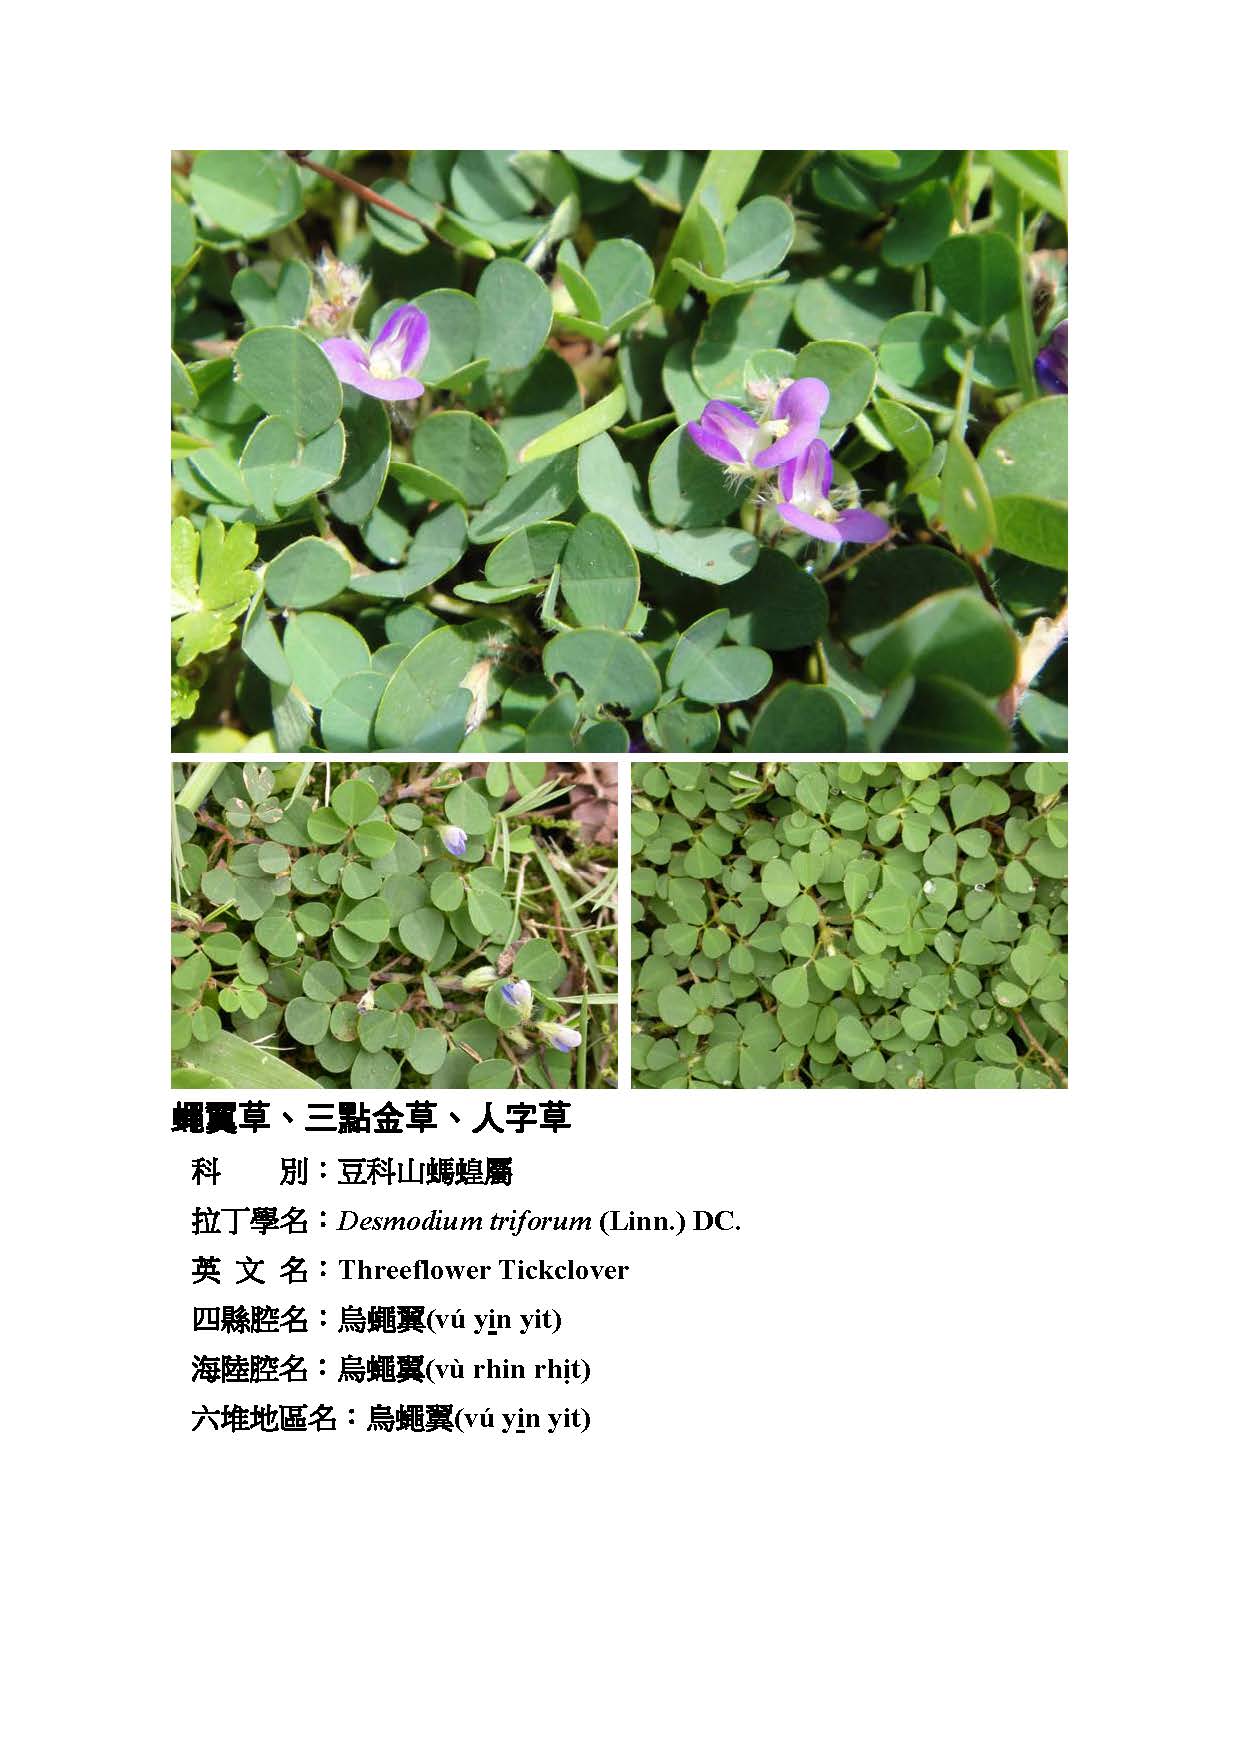 蠅翼草、三點金草、人字草
科　　別：豆科山螞蝗屬
拉丁學名：Desmodium triforum (Linn.) DC.
英 文 名：Threeflower Tickclover
四縣腔名：烏蠅翼(vú yi̲n yit)
海陸腔名：烏蠅翼(vù rhin rhi̍t)
六堆地區名：烏蠅翼(vú yi̲n yit)